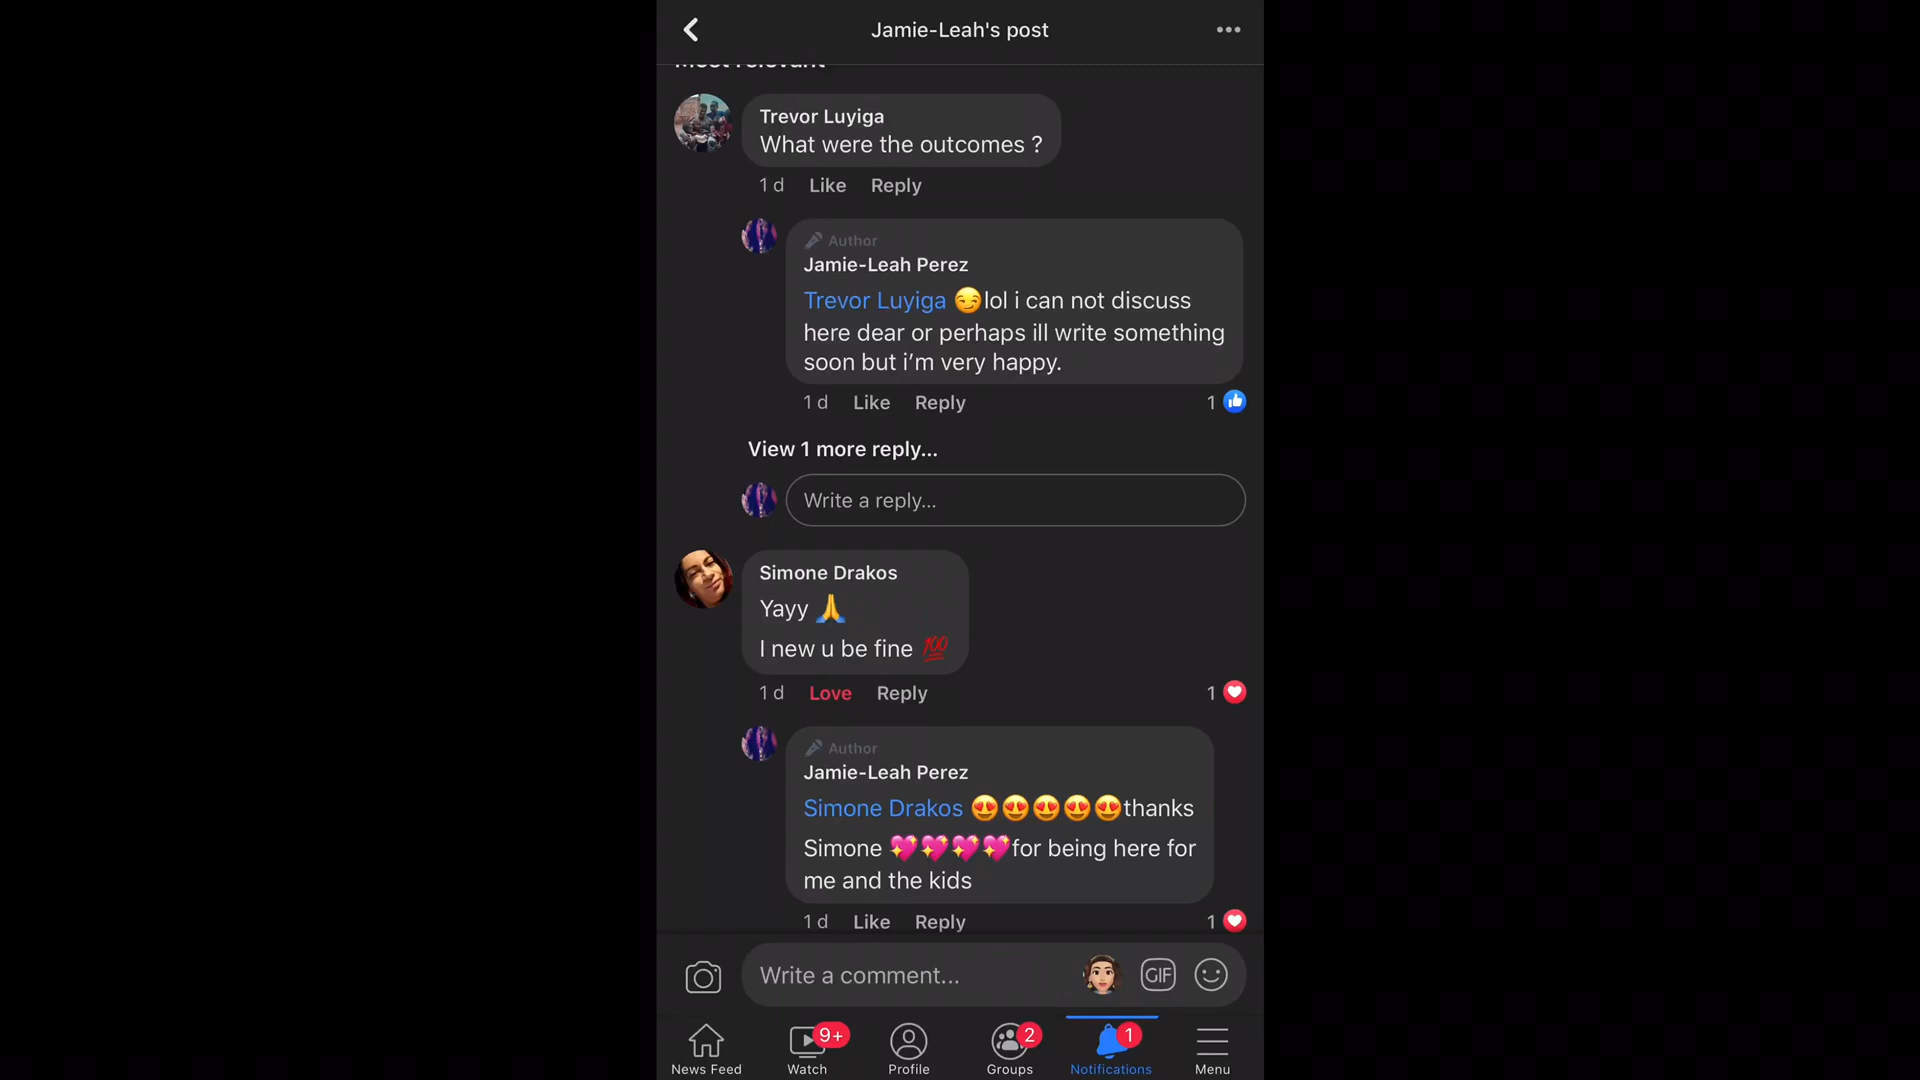 Jamie-Leah's post
Most relevant
Trevor Luyiga
What were the outcomes ?
1 d Like Reply
Author
Jamie-Leah Perez
Trevor Luyiga 😏lol i can not discuss
here dear or perhaps ill write something
soon but i’m very happy.
1 d Like Reply 1
View 1 more reply...
Write a reply...
Simone Drakos
Yayy 🙏
I new u be fine 💯
1 d Love Reply 1
Author
Jamie-Leah Perez
Simone Drakos 😍😍😍😍😍thanks
Simone 💖💖💖💖for being here for
me and the kids
1 d Like Reply 1
Write a comment... GIF
9+ 2 1
News Feed Watch Profile Groups Notifications Menu